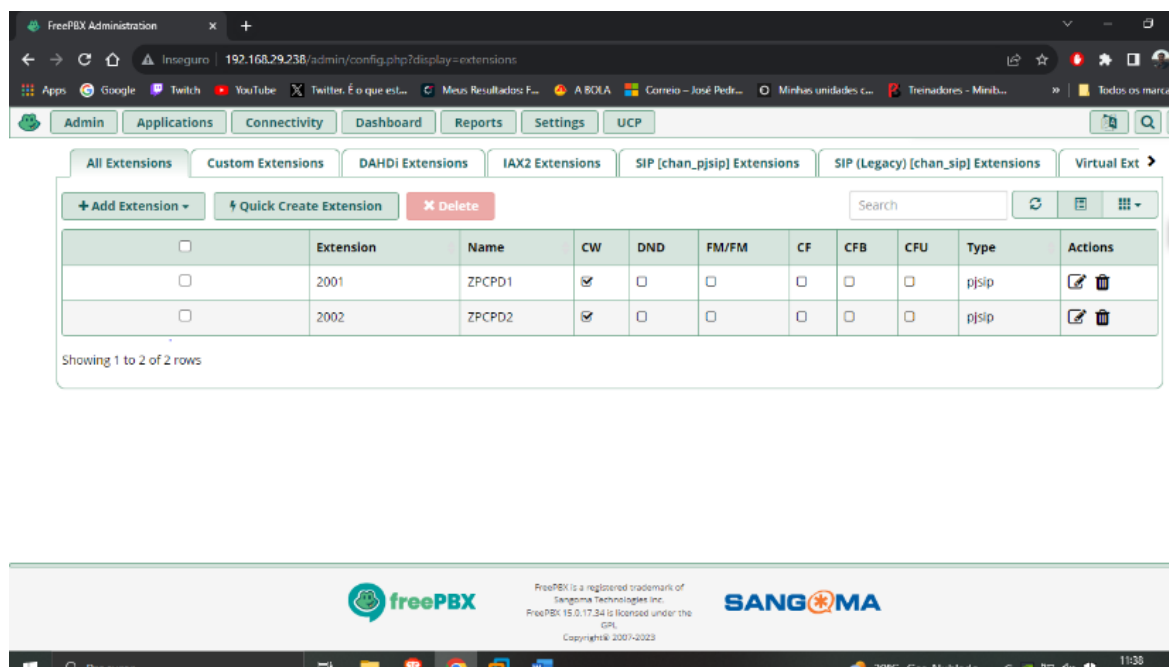 FreePBX Administration
Inseguro 192.168.29.238/admin/config.php?display=extensions
Apps Google Twitch YouTube Twitter. É o que est... Meus Resultados: F... A BOLA Correio – José Pedr... Minhas unidades c... Treinadores - Minib... » Todos os marca
Admin Applications Connectivity Dashboard Reports Settings UCP
All Extensions Custom Extensions DAHDi Extensions IAX2 Extensions SIP [chan_pjsip] Extensions SIP (Legacy) [chan_sip] Extensions Virtual Ext
+ Add Extension Quick Create Extension Delete Search
Extension Name CW DND FM/FM CF CFB CFU Type Actions
2001 ZPCPD1 pjsip
2002 ZPCPD2 pjsip
Showing 1 to 2 of 2 rows
freePBX
FreePBX is a registered trademark of
Sangoma Technologies Inc.
FreePBX 15.0.17.34 is licensed under the
GPL
Copyright© 2007-2023
SANGOMA
11:38